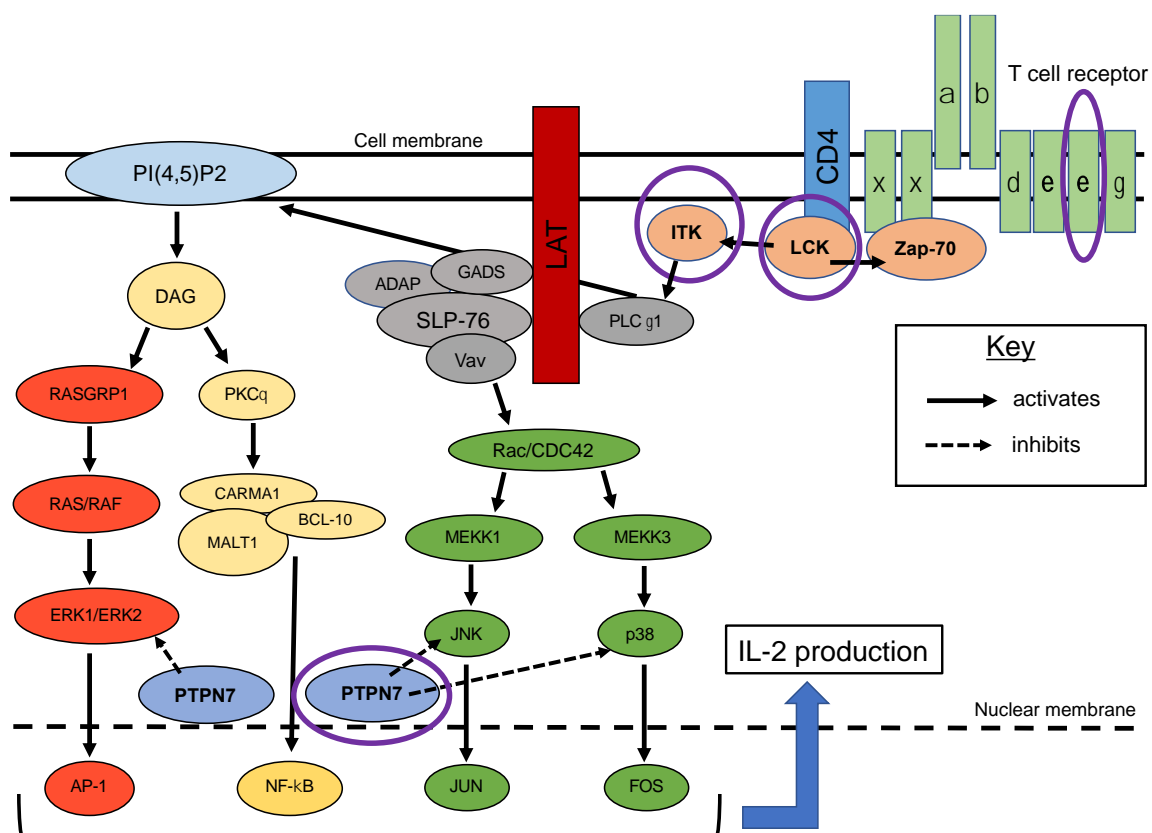 T cell receptor
a
b
Cell membrane
CD4
PI(4,5)P2
x
x
d
e
e
g
LAT
ITK
LCK
Zap-70
GADS
ADAP
DAG
SLP-76
PLC g1
Vav
Key
activates
inhibits
RASGRP1
PKCq
Rac/CDC42
CARMA1
RAS/RAF
BCL-10
MALT1
MEKK1
MEKK3
ERK1/ERK2
JNK
p38
IL-2 production
PTPN7
PTPN7
Nuclear membrane
AP-1
NF-kB
JUN
FOS